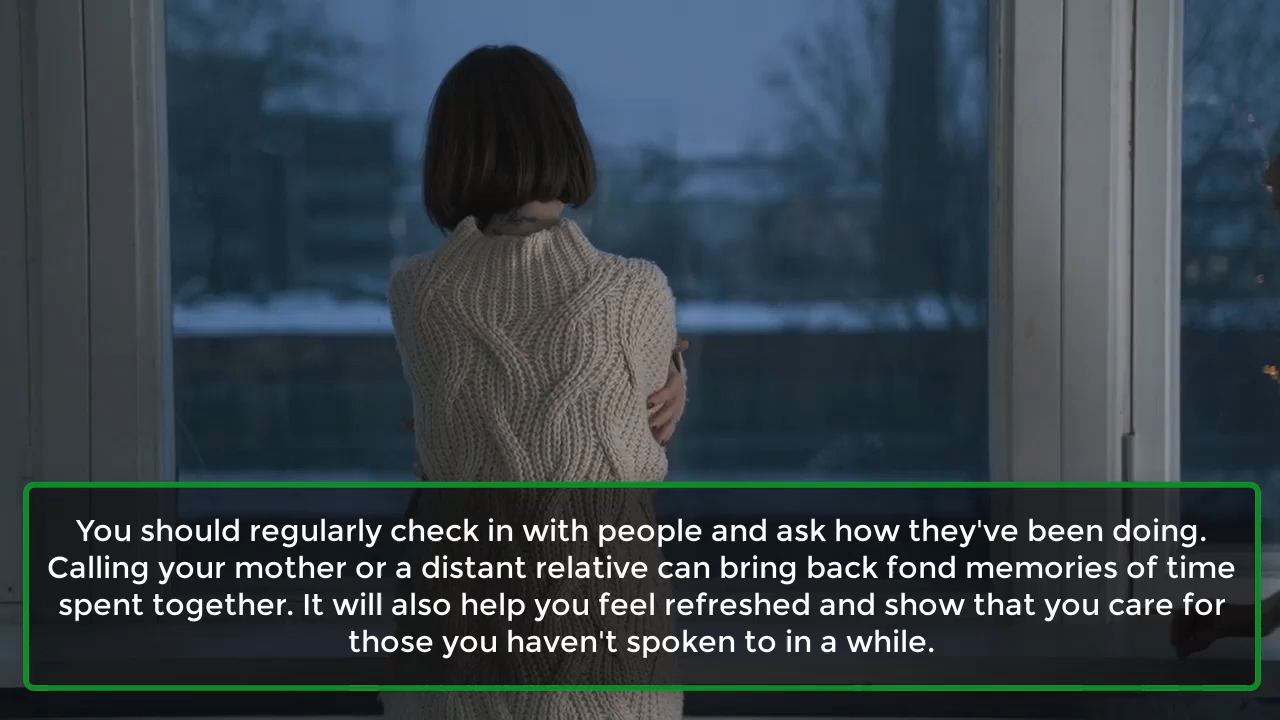 You should regularly check in with people and ask how they've been doing.
Calling your mother or a distant relative can bring back fond memories of time
spent together. It will also help you feel refreshed and show that you care for
those you haven't spoken to in a while.